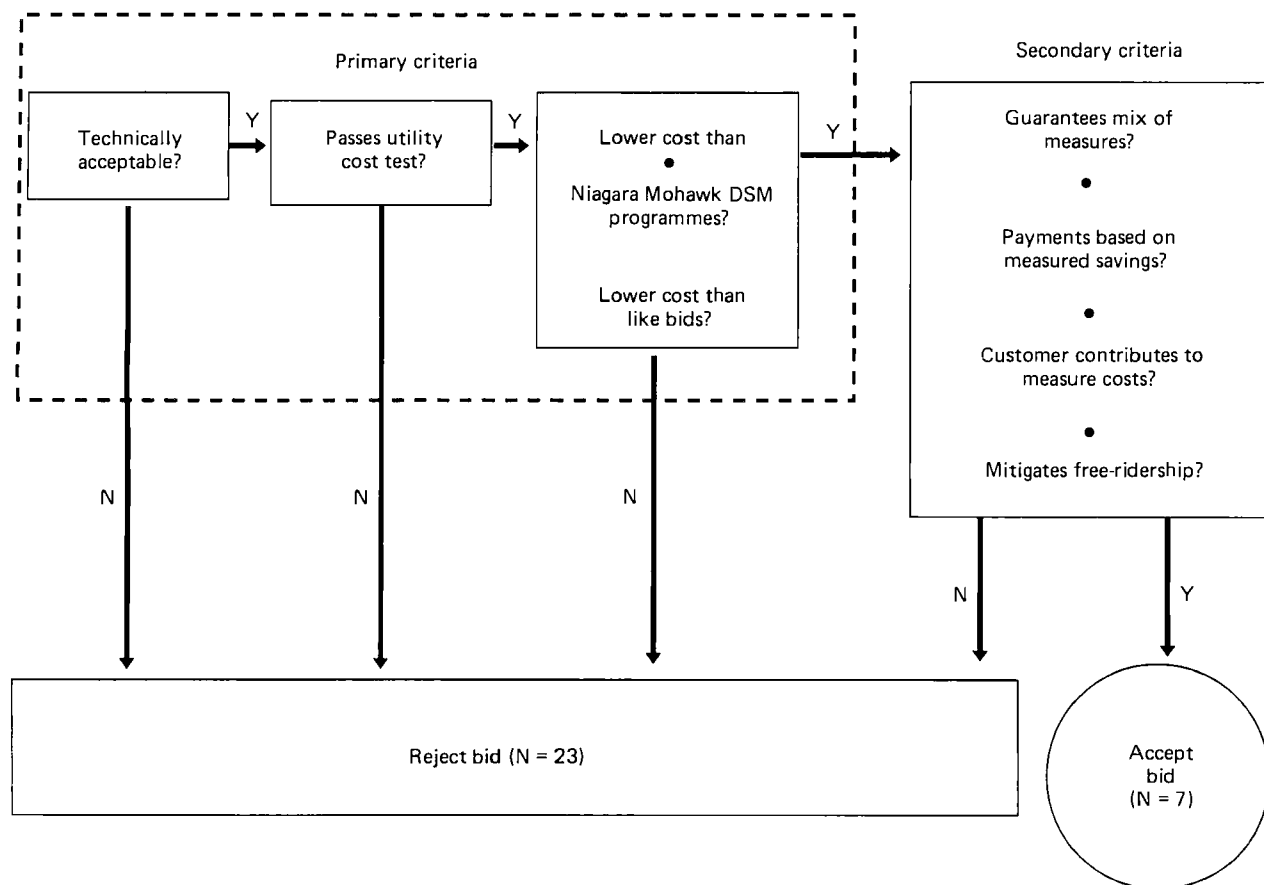 Primary criteria
Secondary criteria
Technically
acceptable?
Y
Passes utility
cost test?
Y
Lower cost than
•
Niagara Mohawk DSM
programmes?
Lower cost than
like bids?
Y
Guarantees mix of
measures?
•
Payments based on
measured savings?
•
Customer contributes to
measure costs?
•
Mitigates free-ridership?
N
N
N
N
Y
Reject bid (N = 23)
Accept
bid
(N = 7)